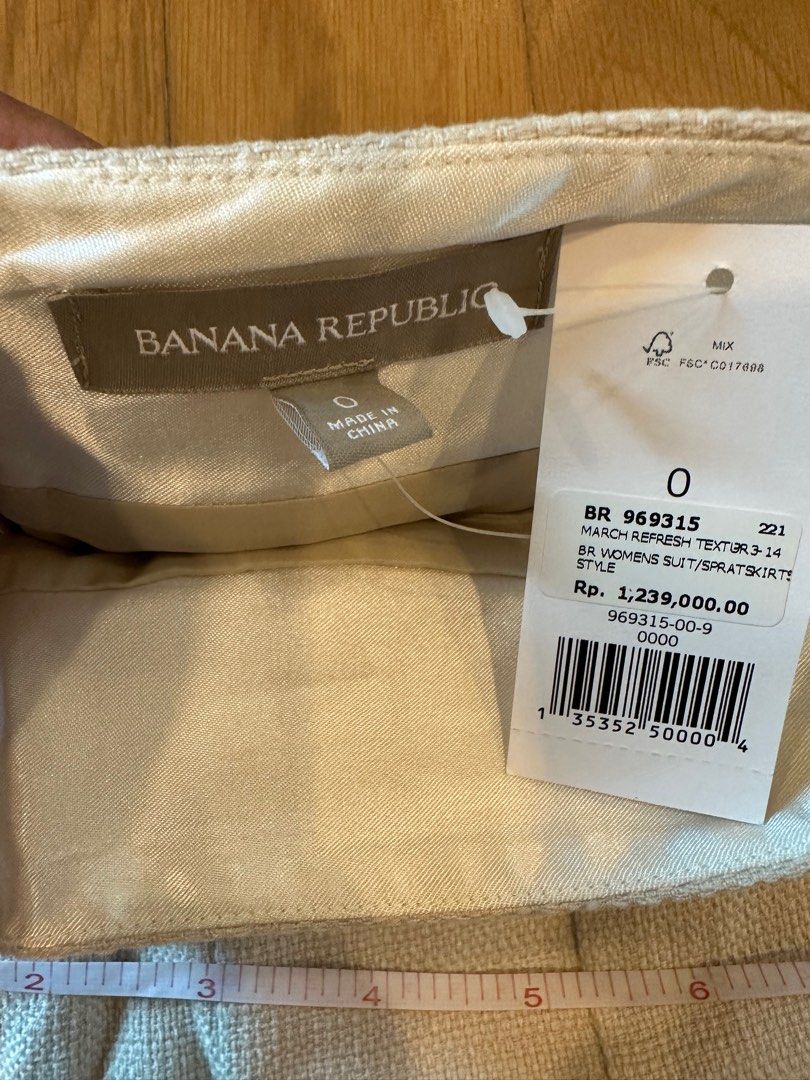 BANANA REPUBLIC
0
MADE IN
CHINA
FSC
MIX
FSC® C017698
0
BR 969315 221
MARCH REFRESH TEXTUR3- 14
BR WOMENS SUIT/SPRATSKIRTS
STYLE
Rp. 1,239,000.00
969315-00-9
0000
1 35352 50000 4
2 3 4 5 6